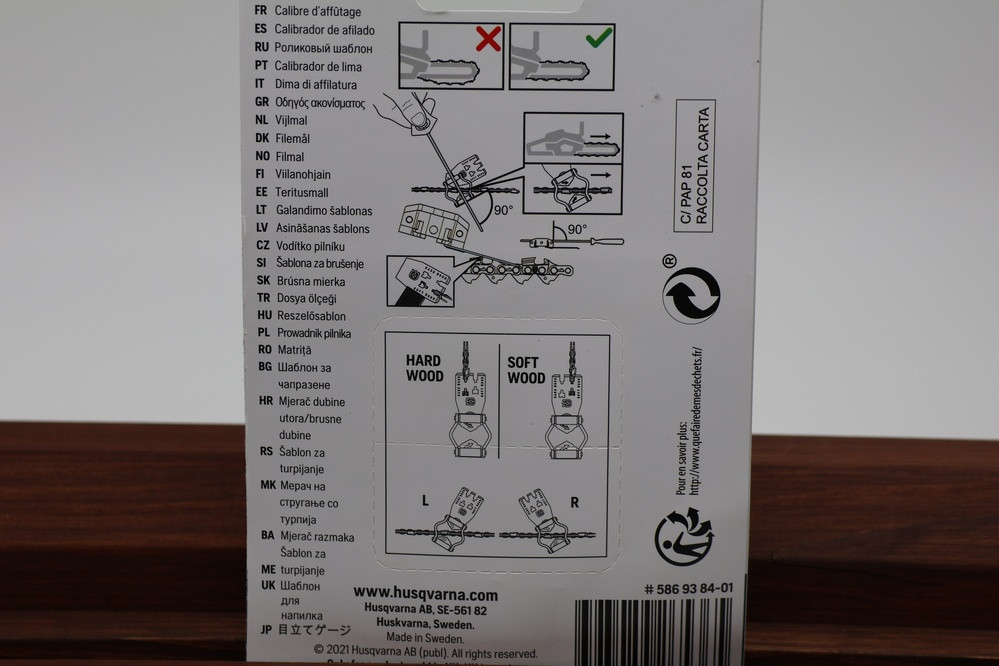 FR Calibre d'affûtage
ES Calibrador de afilado
RU Роликовый шаблон
PT Calibrador de lima
IT Dima di affilatura
GR Οδηγός ακονίσματος
NL Vijlmal
DK Filemål
NO Filmal
FI Viilanohjain
EE Teritusmall
LT Galandimo šablonas
LV Asināšanas šablons
CZ Vodítko pilníku
SI Šablona za brušenje
SK Brúsna mierka
TR Dosya ölçeği
HU Reszelősablon
PL Prowadnik pilnika
RO Matriță
BG Шаблон за
чапразене
HR Mjerač dubine
utora/brusne
dubine
RS Šablon za
turpijanje
MK Мерач на
стругање со
турпија
BA Mjerač razmaka
Šablon za
ME turpijanje
UK Шаблон
для
напилка
JP 目立てゲージ
90°
90°
HARD
WOOD
SOFT
WOOD
L
R
www.husqvarna.com
Husqvarna AB, SE-561 82
Huskvarna, Sweden.
Made in Sweden.
© 2021 Husqvarna AB (publ). All rights reserved.
C/ PAP 81
RACCOLTA CARTA
®
Pour en savoir plus:
http://www.quefairedemesdechets.fr/
# 586 93 84-01